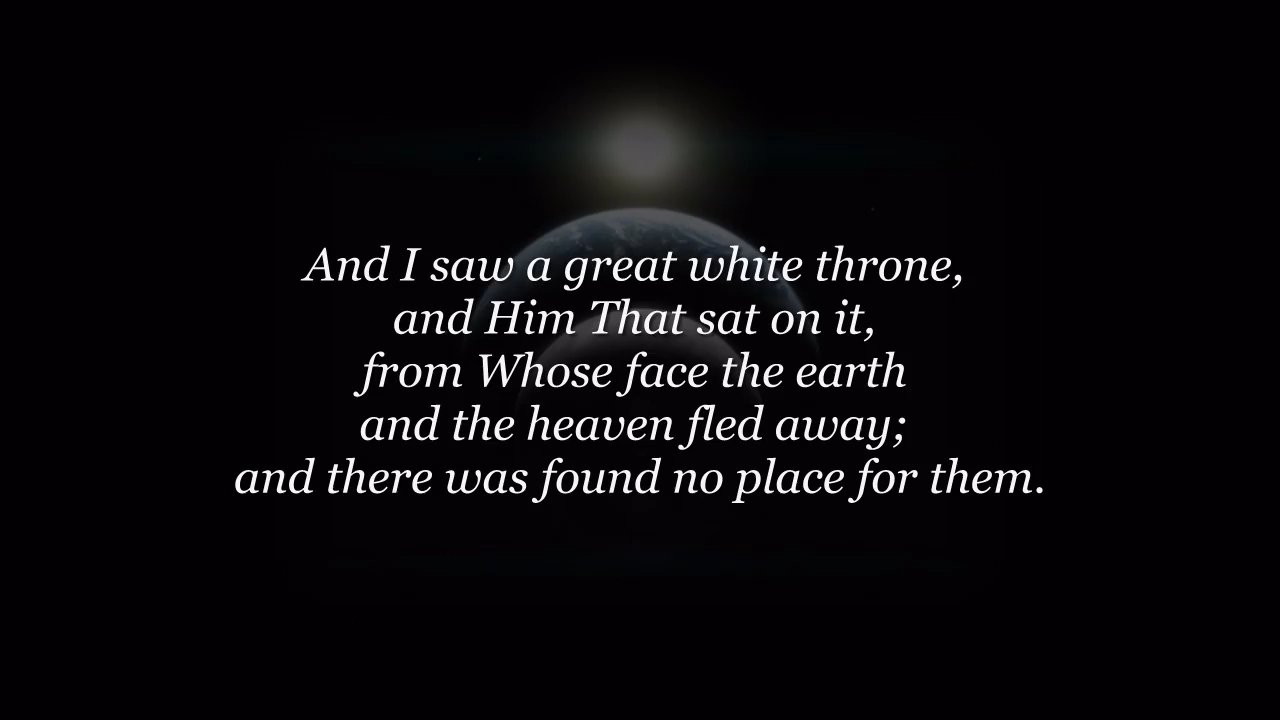 And I saw a great white throne,
and Him That sat on it,
from Whose face the earth
and the heaven fled away;
and there was found no place for them.